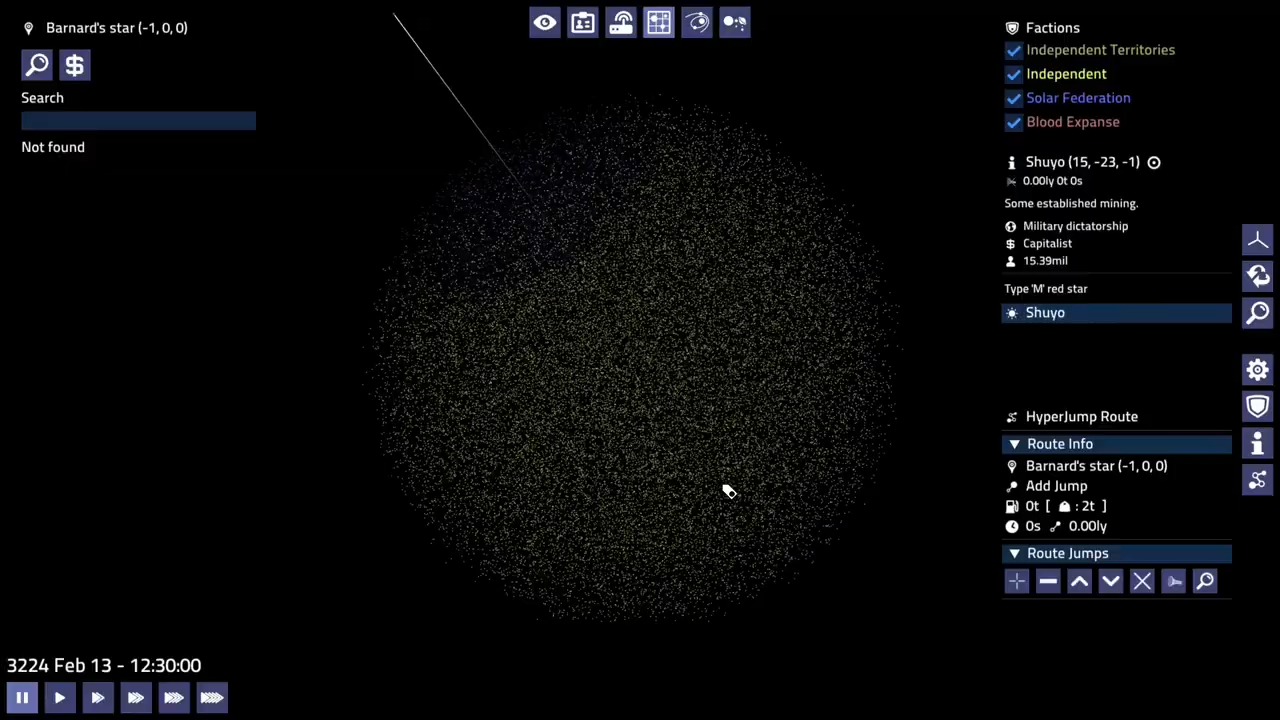 Barnard's star (-1, 0, 0)
Search
Not found
Factions
Independent Territories
Independent
Solar Federation
Blood Expanse
Shuyo (15, -23, -1)
0.00ly 0t 0s
Some established mining.
Military dictatorship
Capitalist
15.39mil
Type 'M' red star
Shuyo
HyperJump Route
Route Info
Barnard's star (-1, 0, 0)
Add Jump
0t [ : 2t ]
0s 0.00ly
Route Jumps
3224 Feb 13 - 12:30:00